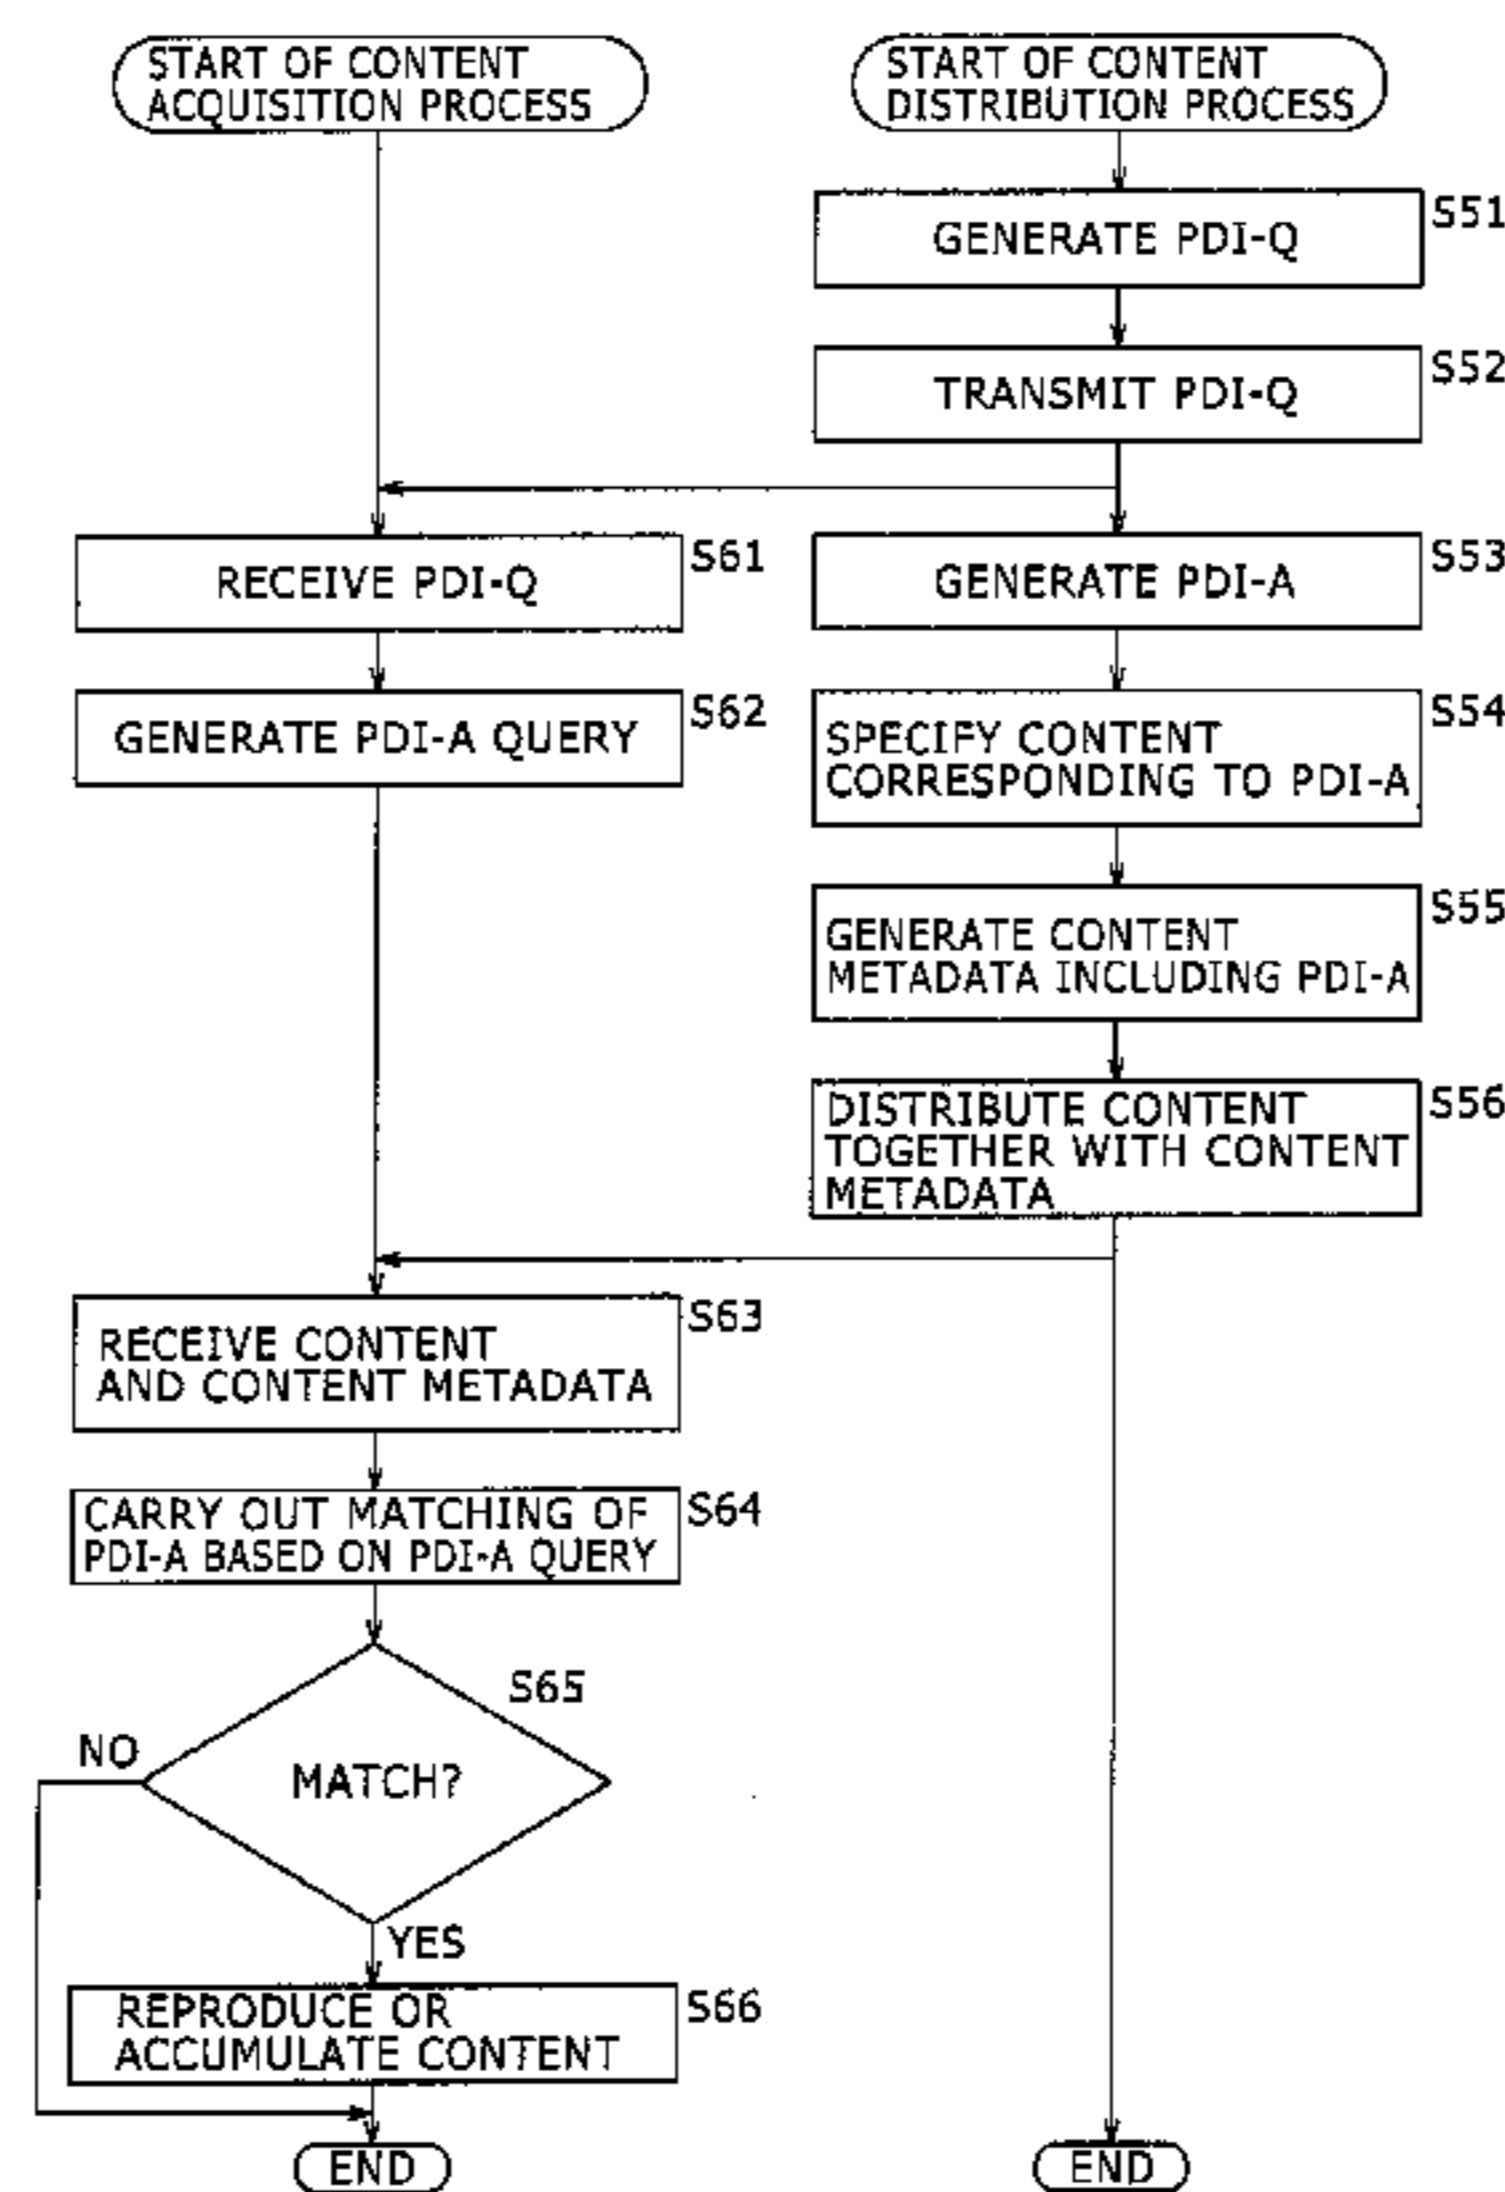 START OF CONTENT
ACQUISITION PROCESS
START OF CONTENT
DISTRIBUTION PROCESS
S51
GENERATE PDI-Q
S52
TRANSMIT PDI-Q
S61
RECEIVE PDI-Q
S53
GENERATE PDI-A
S62
GENERATE PDI-A QUERY
S54
SPECIFY CONTENT
CORRESPONDING TO PDI-A
S55
GENERATE CONTENT
METADATA INCLUDING PDI-A
S56
DISTRIBUTE CONTENT
TOGETHER WITH CONTENT
METADATA
S63
RECEIVE CONTENT
AND CONTENT METADATA
S64
CARRY OUT MATCHING OF
PDI-A BASED ON PDI-A QUERY
S65
NO
MATCH?
YES
S66
REPRODUCE OR
ACCUMULATE CONTENT
END
END